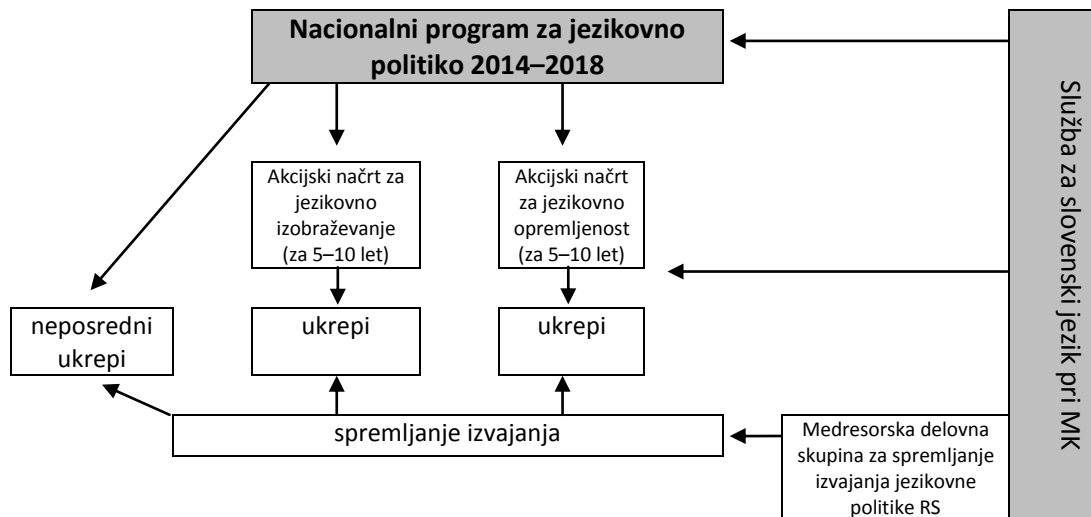 Nacionalni program za jezikovno
politiko 2014–2018
Služba za slovenski jezik pri MK
Akcijski načrt za
jezikovno
izobraževanje
(za 5–10 let)
Akcijski načrt
za jezikovno
opremljenost
(za 5–10 let)
neposredni
ukrepi
ukrepi
ukrepi
spremljanje izvajanja
Medresorska delovna
skupina za spremljanje
izvajanja jezikovne
politike RS